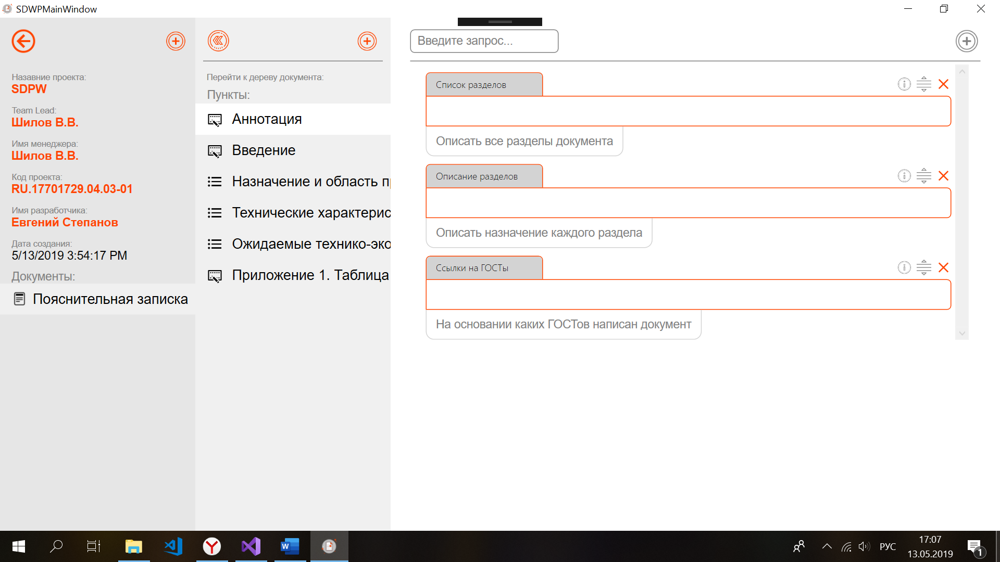 SDWPMainWindow
Назавние проекта:
SDPW
Team Lead:
Шилов В.В.
Имя менеджера:
Шилов В.В.
Код проекта:
RU.17701729.04.03-01
Имя разработчика:
Евгений Степанов
Дата создания:
5/13/2019 3:54:17 PM
Документы:
Пояснительная записка
Перейти к дереву документа:
Пункты:
Аннотация
Введение
Назначение и область п
Технические характерис
Ожидаемые технико-эко
Приложение 1. Таблица
Введите запрос...
Список разделов
Описать все разделы документа
Описание разделов
Описать назначение каждого раздела
Ссылки на ГОСТы
На основании каких ГОСТов написан документ
РУС
17:07
13.05.2019
1